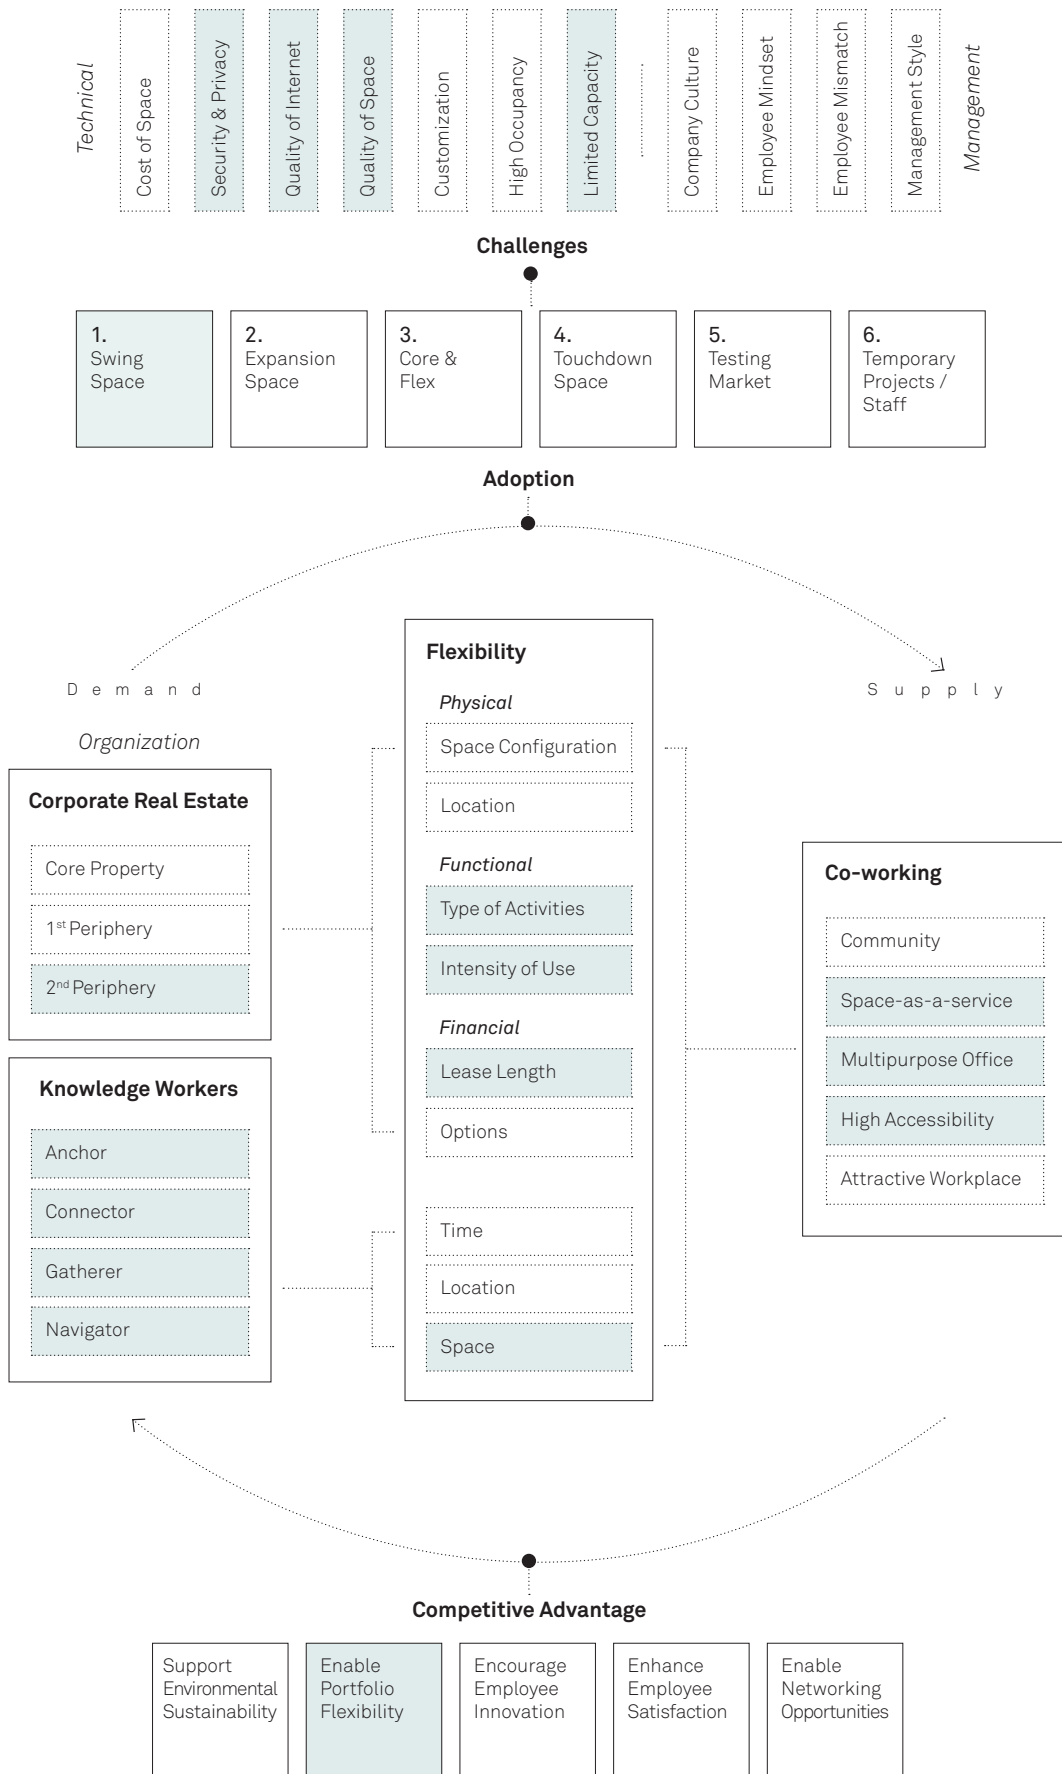 Technical
Cost of Space
Security & Privacy
Quality of Internet
Quality of Space
Customization
High Occupancy
Limited Capacity
Company Culture
Employee Mindset
Employee Mismatch
Management Style
Management
Challenges
1.
Swing
Space
2.
Expansion
Space
3.
Core &
Flex
4.
Touchdown
Space
5.
Testing
Market
6.
Temporary
Projects /
Staff
Adoption
Demand
Supply
Organization
Corporate Real Estate
Core Property
1st Periphery
2nd Periphery
Knowledge Workers
Anchor
Connector
Gatherer
Navigator
Flexibility
Physical
Space Configuration
Location
Functional
Type of Activities
Intensity of Use
Financial
Lease Length
Options
Time
Location
Space
Co-working
Community
Space-as-a-service
Multipurpose Office
High Accessibility
Attractive Workplace
Competitive Advantage
Support
Environmental
Sustainability
Enable
Portfolio
Flexibility
Encourage
Employee
Innovation
Enhance
Employee
Satisfaction
Enable
Networking
Opportunities